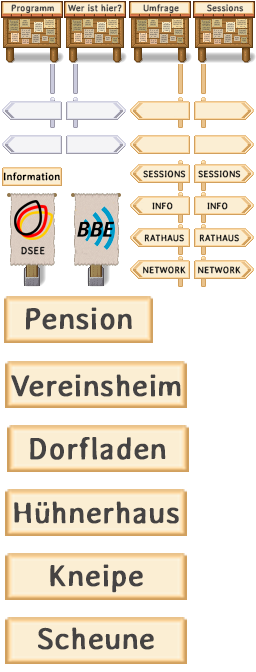 Programm Wer ist hier? Umfrage Sessions
SESSIONS SESSIONS
Information
INFO INFO
DSEE BBE
RATHAUS RATHAUS
NETWORK NETWORK
Pension
Vereinsheim
Dorfladen
Hühnerhaus
Kneipe
Scheune